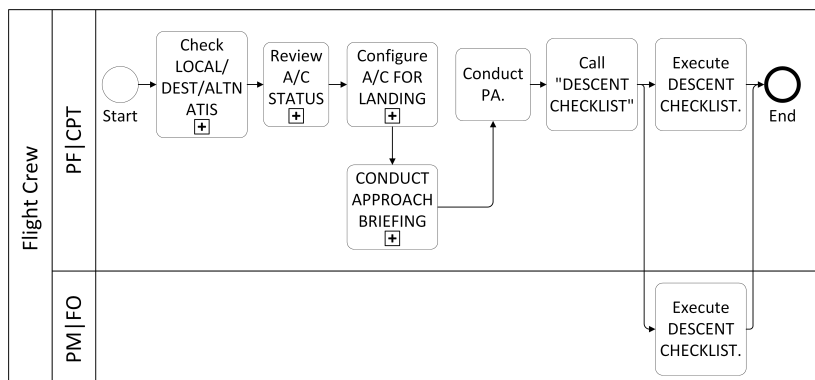 Flight Crew
PF|CPT
Start
Check
LOCAL/
DEST/ALTN
ATIS
Review
A/C
STATUS
Configure
A/C FOR
LANDING
CONDUCT
APPROACH
BRIEFING
Conduct
PA.
Call
"DESCENT
CHECKLIST"
Execute
DESCENT
CHECKLIST.
End
PM|FO
Execute
DESCENT
CHECKLIST.